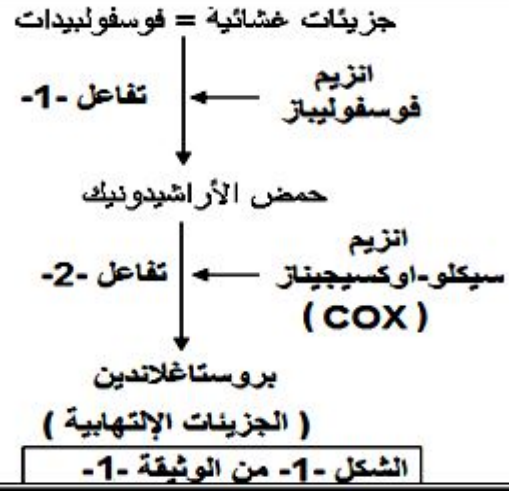 جزيئات غشائية = فوسفولبيدات
انزيم
فوسفوليباز
تفاعل -1-
حمض الأراشيدونيك
انزيم
سيكلو-اوكسيجيناز
(COX)
تفاعل -2-
بروستاغلاندين
(الجزيئات الإلتهابية)
الشكل -1- من الوثيقة -1-